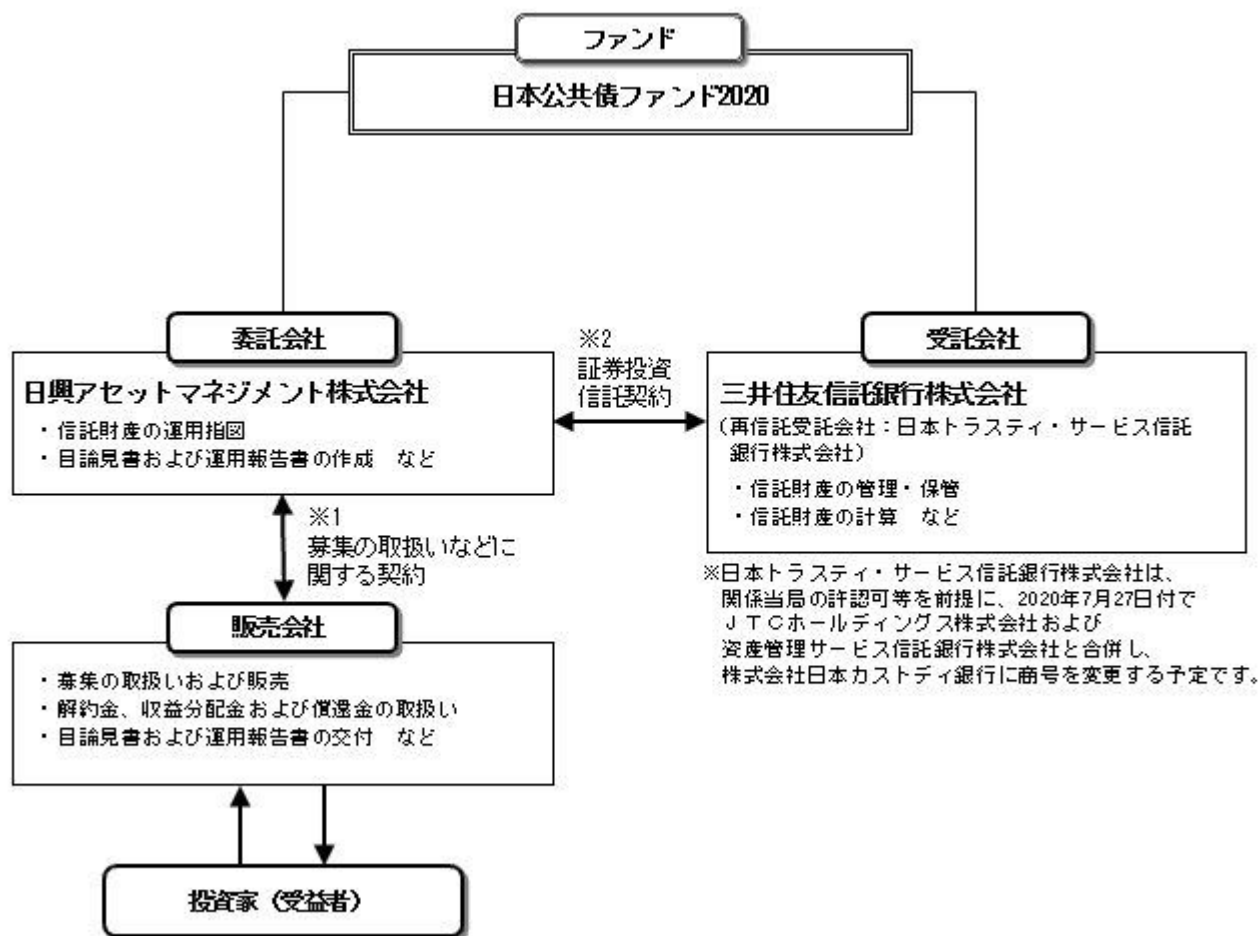 ファンド
日本公共債ファンド2020
委託会社
日興アセットマネジメント株式会社
・信託財産の運用指図
・目論見書および運用報告書の作成　など
※2
証券投資
信託契約
受託会社
三井住友信託銀行株式会社
（再信託受託会社：日本トラスティ・サービス信託
銀行株式会社）
・信託財産の管理・保管
・信託財産の計算　など
※日本トラスティ・サービス信託銀行株式会社は、
関係当局の許認可等を前提に、2020年7月27日付で
ＪＴＣホールディングス株式会社および
資産管理サービス信託銀行株式会社と合併し、
株式会社日本カストディ銀行に商号を変更する予定です。
※1
募集の取扱いなどに
関する契約
販売会社
・募集の取扱いおよび販売
・解約金、収益分配金および償還金の取扱い
・目論見書および運用報告書の交付　など
投資家（受益者）